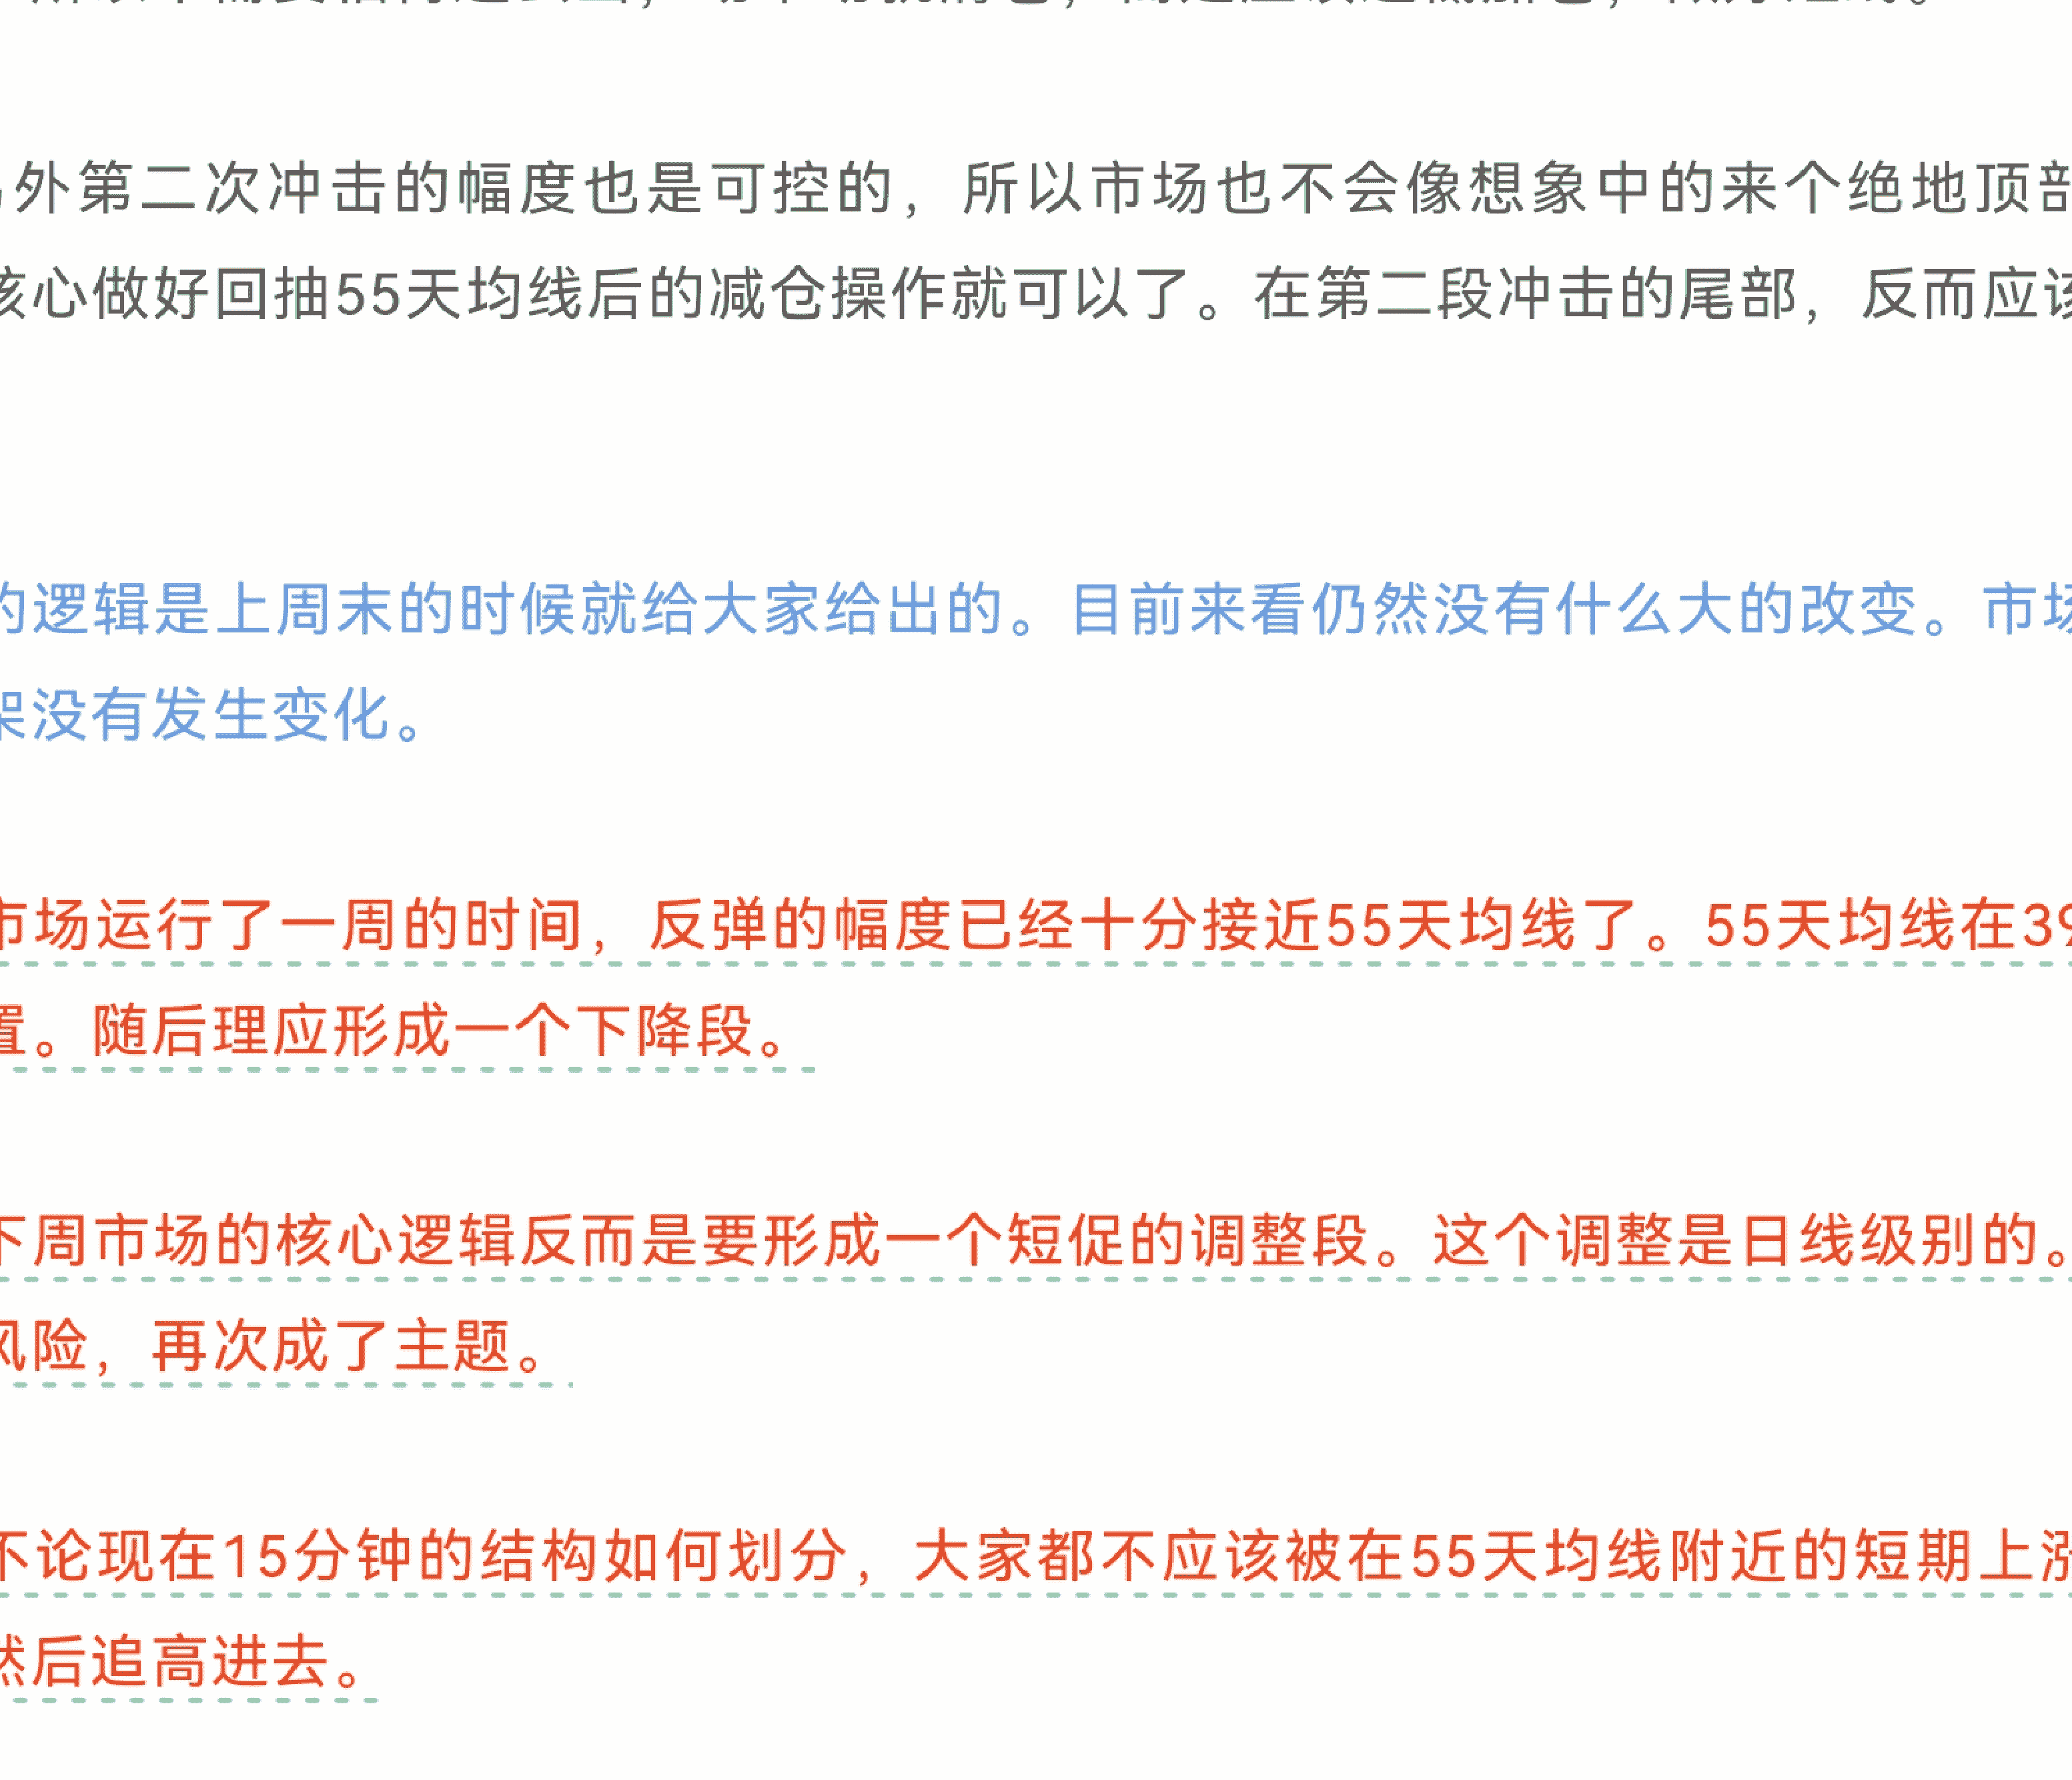 外第二次冲击的幅度也是可控的，所以市场也不会像想象中的来个绝地顶部
核心做好回抽55天均线后的减仓操作就可以了。在第二段冲击的尾部，反而应该
的逻辑是上周末的时候就给大家给出的。目前来看仍然没有什么大的改变。市场
架没有发生变化。
市场运行了一周的时间，反弹的幅度已经十分接近55天均线了。55天均线在39
置。随后理应形成一个下降段。
下周市场的核心逻辑反而是要形成一个短促的调整段。这个调整是日线级别的。
风险，再次成了主题。
不论现在15分钟的结构如何划分，大家都不应该被在55天均线附近的短期上涨
然后追高进去。